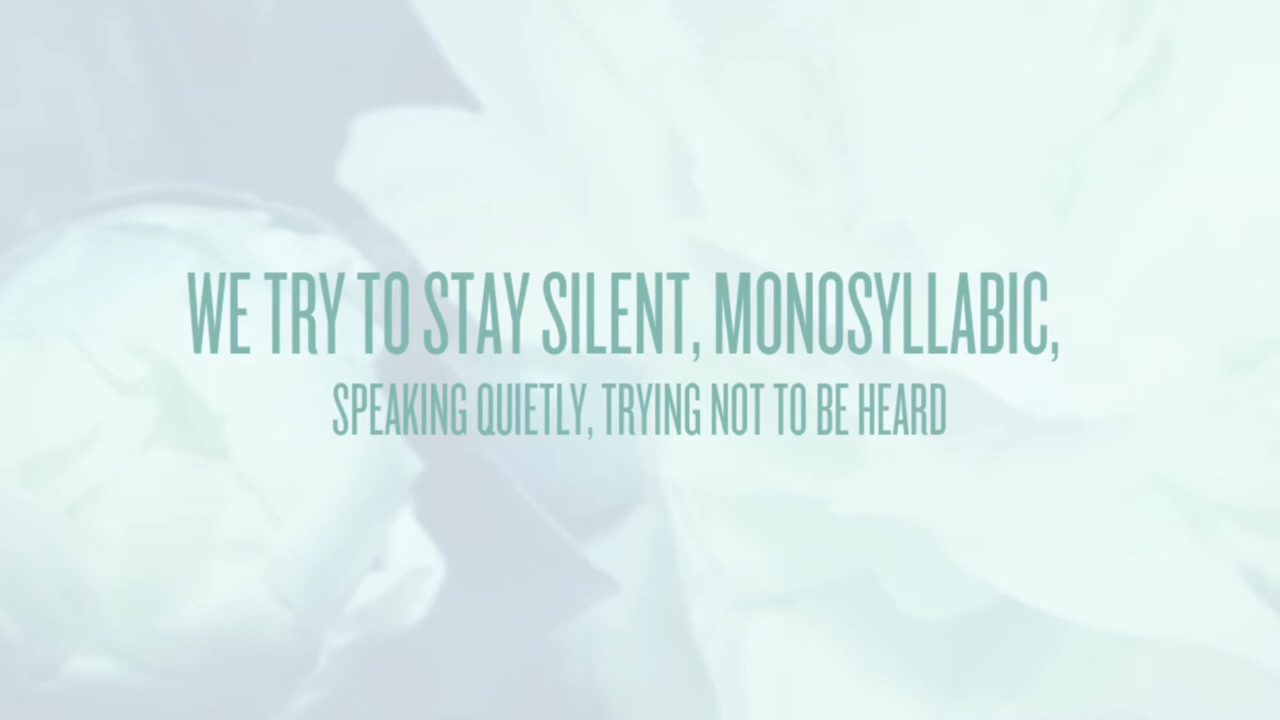 WE TRY TO STAY SILENT, MONOSYLLABIC,
SPEAKING QUIETLY, TRYING NOT TO BE HEARD